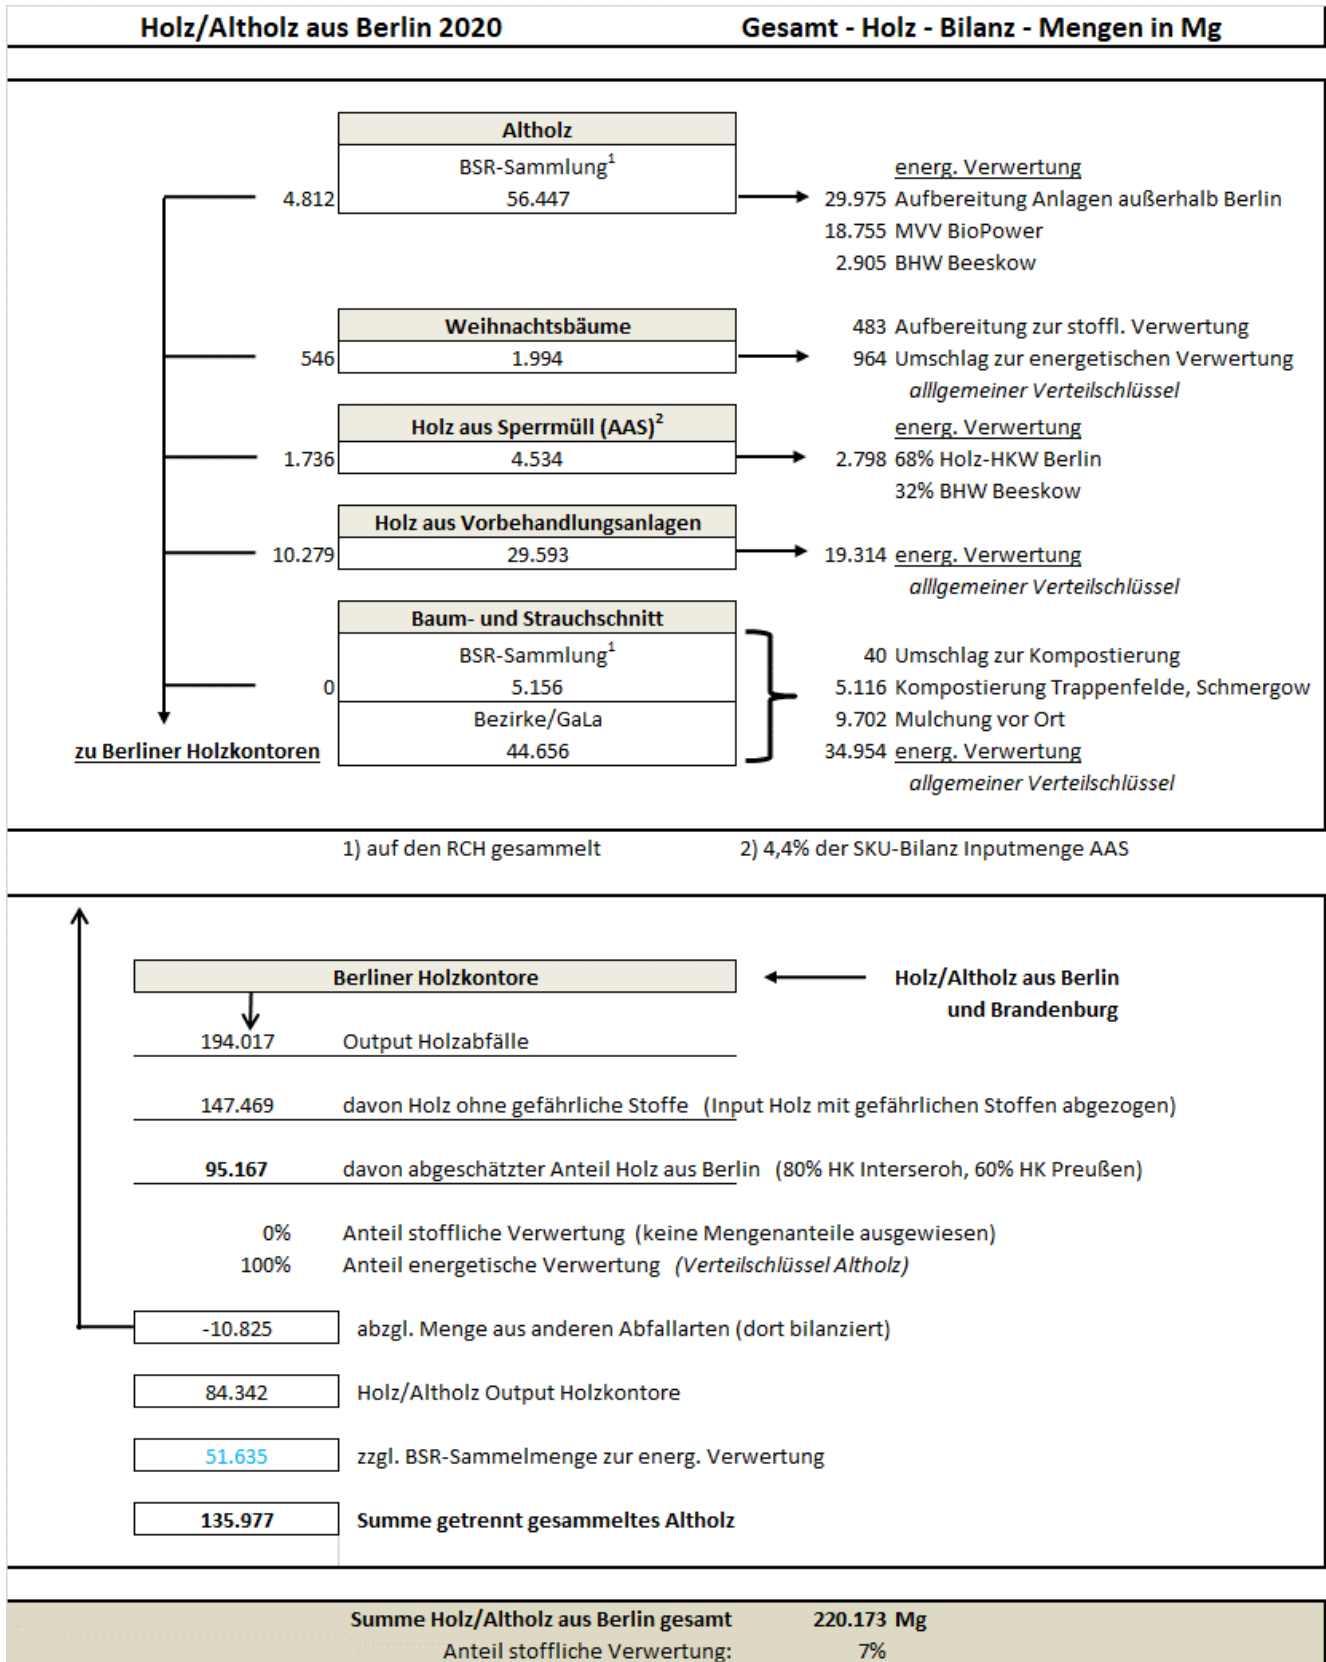 Holz/Altholz aus Berlin 2020 Gesamt - Holz - Bilanz - Mengen in Mg
Altholz
BSR-Sammlung1 energ. Verwertung
4.812 56.447 29.975 Aufbereitung Anlagen außerhalb Berlin
18.755 MVV BioPower
2.905 BHW Beeskow
Weihnachtsbäume 483 Aufbereitung zur stoffl. Verwertung
546 1.994 964 Umschlag zur energetischen Verwertung
alllgemeiner Verteilschlüssel
Holz aus Sperrmüll (AAS)2 energ. Verwertung
1.736 4.534 2.798 68% Holz-HKW Berlin
32% BHW Beeskow
Holz aus Vorbehandlungsanlagen
10.279 29.593 19.314 energ. Verwertung
alllgemeiner Verteilschlüssel
Baum- und Strauchschnitt
BSR-Sammlung1 40 Umschlag zur Kompostierung
0 5.156 5.116 Kompostierung Trappenfelde, Schmergow
Bezirke/GaLa 9.702 Mulchung vor Ort
zu Berliner Holzkontoren 44.656 34.954 energ. Verwertung
allgemeiner Verteilschlüssel
1) auf den RCH gesammelt 2) 4,4% der SKU-Bilanz Inputmenge AAS
Berliner Holzkontore Holz/Altholz aus Berlin
und Brandenburg
194.017 Output Holzabfälle
147.469 davon Holz ohne gefährliche Stoffe (Input Holz mit gefährlichen Stoffen abgezogen)
95.167 davon abgeschätzter Anteil Holz aus Berlin (80% HK Interseroh, 60% HK Preußen)
0% Anteil stoffliche Verwertung (keine Mengenanteile ausgewiesen)
100% Anteil energetische Verwertung (Verteilschlüssel Altholz)
-10.825 abzgl. Menge aus anderen Abfallarten (dort bilanziert)
84.342 Holz/Altholz Output Holzkontore
51.635 zzgl. BSR-Sammelmenge zur energ. Verwertung
135.977 Summe getrennt gesammeltes Altholz
Summe Holz/Altholz aus Berlin gesamt 220.173 Mg
Anteil stoffliche Verwertung: 7%